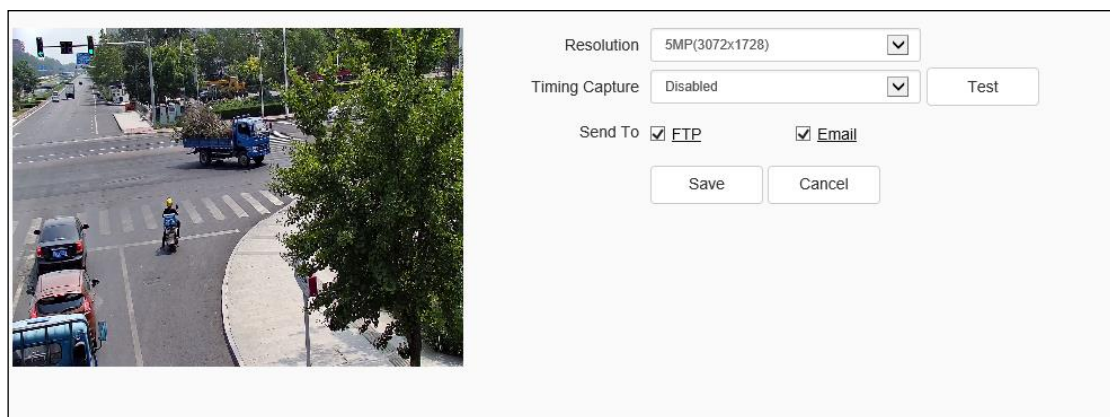 Resolution 5MP(3072x1728)
Timing Capture Disabled Test
Send To FTP Email
Save Cancel